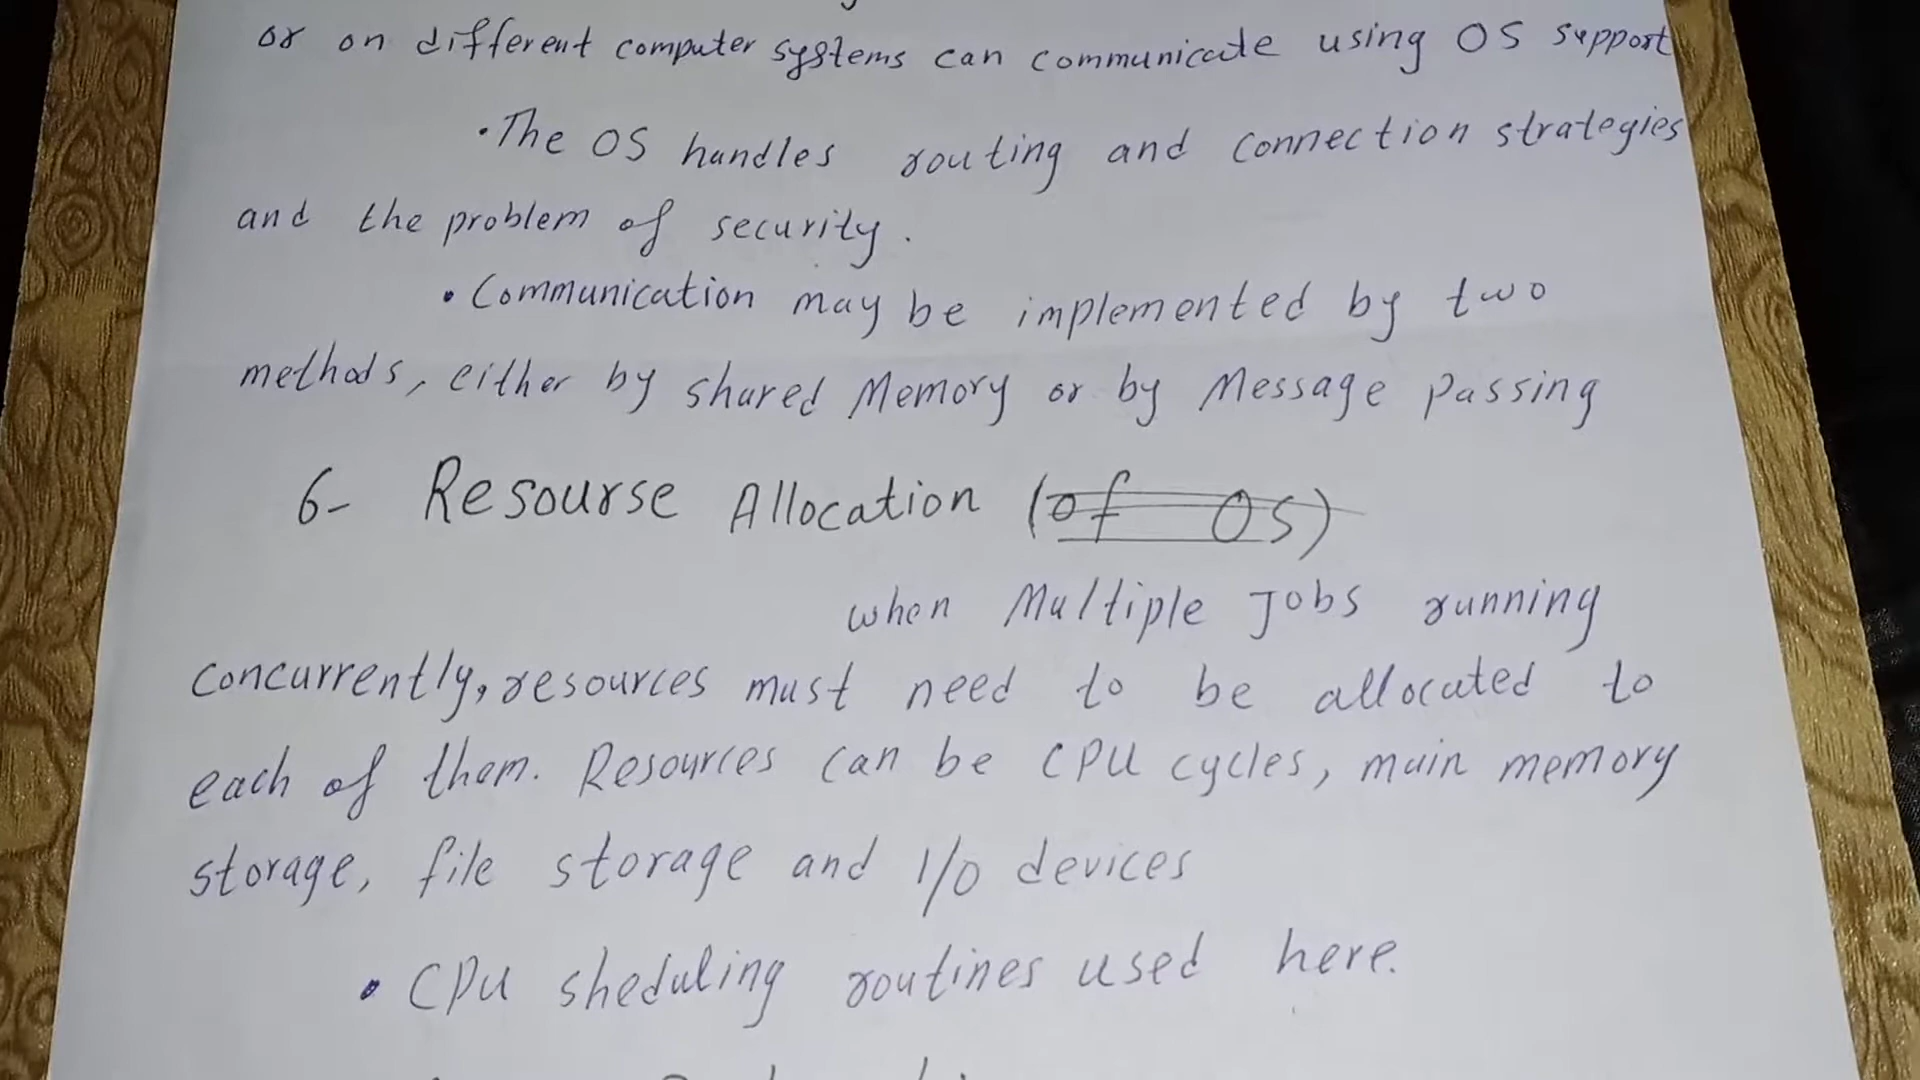 or on different computer systems can communicate using OS support
• The OS handles routing and connection strategies
and the problem of security.
• Communication may be implemented by two
methods, either by shared Memory or by Message Passing
6- Resourse Allocation (of OS)
when Multiple Jobs running
concurrently, resources must need to be allocated to
each of them. Resources can be CPU cycles, main memory
storage, file storage and I/O devices
• CPU sheduling routines used here.